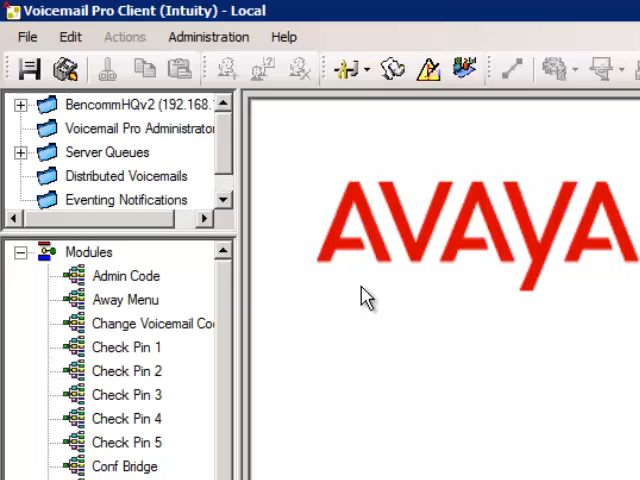 Voicemail Pro Client (Intuity) - Local
File Edit Actions Administration Help
BencommHQv2 (192.168.
Voicemail Pro Administrator
Server Queues
Distributed Voicemails
Eventing Notifications
AVAYA
Modules
Admin Code
Away Menu
Change Voicemail Co
Check Pin 1
Check Pin 2
Check Pin 3
Check Pin 4
Check Pin 5
Conf Bridge